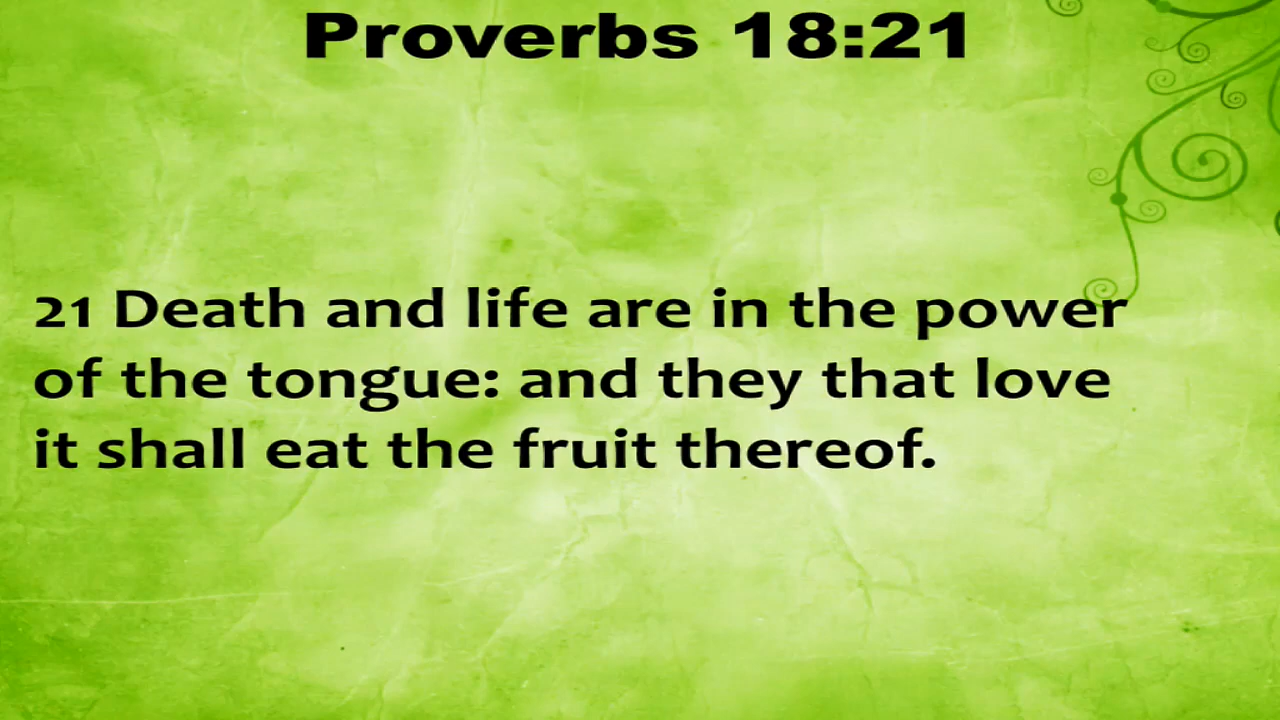 Proverbs 18:21
21 Death and life are in the power
of the tongue: and they that love
it shall eat the fruit thereof.